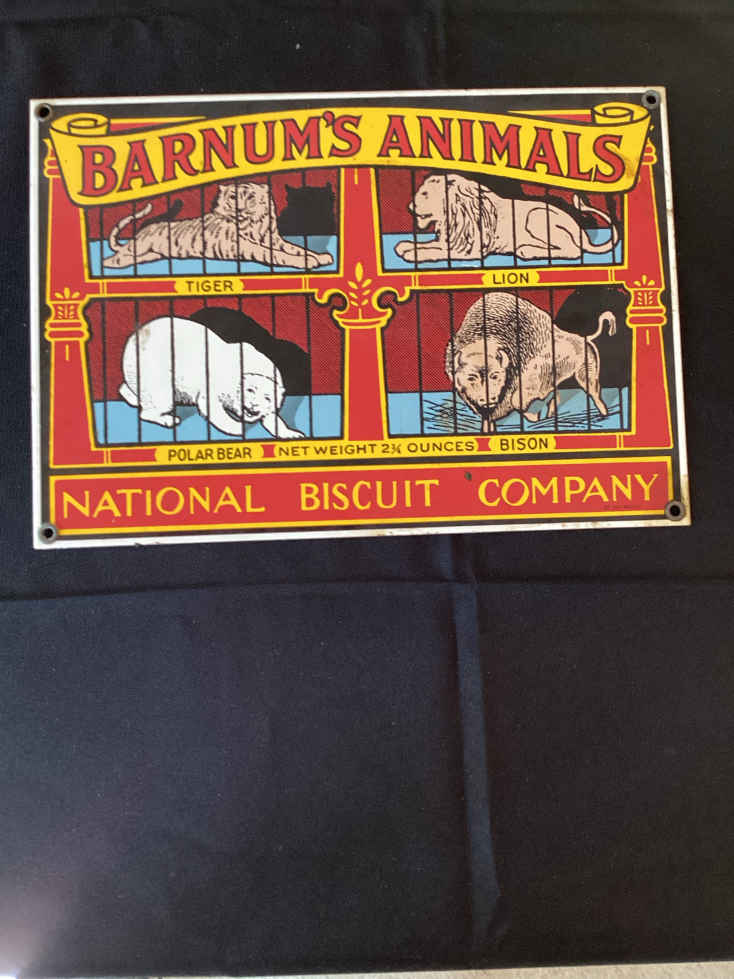 BARNUM'S ANIMALS
TIGER
LION
POLAR BEAR
NET WEIGHT 2¾ OUNCES
BISON
NATIONAL BISCUIT COMPANY